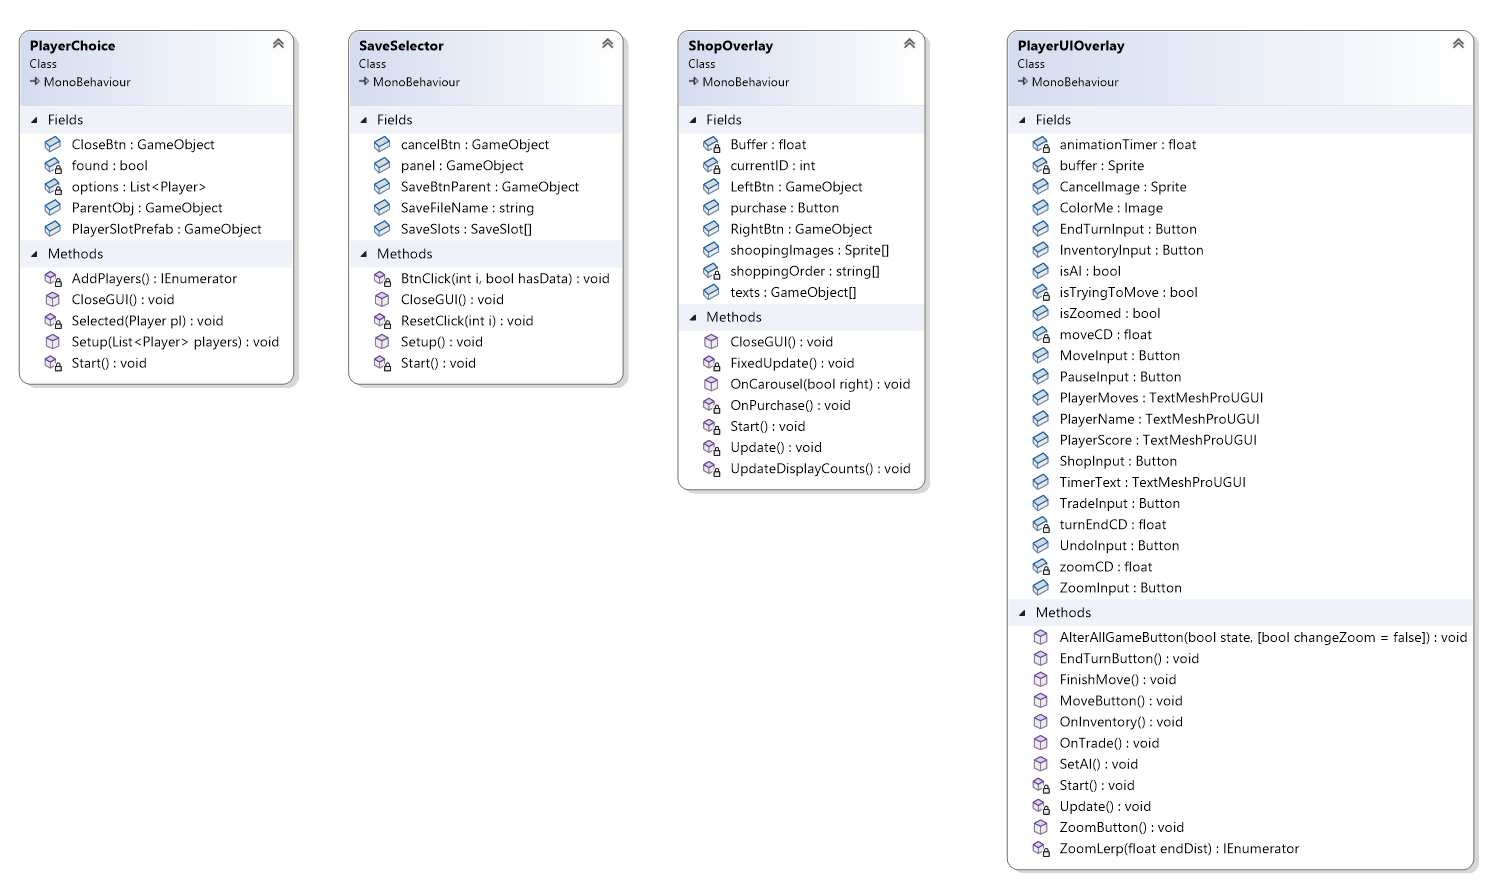 PlayerChoice
Class
MonoBehaviour
Fields
CloseBtn : GameObject
found : bool
options : List<Player>
ParentObj : GameObject
PlayerSlotPrefab : GameObject
Methods
AddPlayers() : IEnumerator
CloseGUI() : void
Selected(Player pl) : void
Setup(List<Player> players) : void
Start() : void
SaveSelector
Class
MonoBehaviour
Fields
cancelBtn : GameObject
panel : GameObject
SaveBtnParent : GameObject
SaveFileName : string
SaveSlots : SaveSlot[]
Methods
BtnClick(int i, bool hasData) : void
CloseGUI() : void
ResetClick(int i) : void
Setup() : void
Start() : void
ShopOverlay
Class
MonoBehaviour
Fields
Buffer : float
currentID : int
LeftBtn : GameObject
purchase : Button
RightBtn : GameObject
shoopingImages : Sprite[]
shoppingOrder : string[]
texts : GameObject[]
Methods
CloseGUI() : void
FixedUpdate() : void
OnCarousel(bool right) : void
OnPurchase() : void
Start() : void
Update() : void
UpdateDisplayCounts() : void
PlayerUIOverlay
Class
MonoBehaviour
Fields
animationTimer : float
buffer : Sprite
CancelImage : Sprite
ColorMe : Image
EndTurnInput : Button
InventoryInput : Button
isAI : bool
isTryingToMove : bool
isZoomed : bool
moveCD : float
MoveInput : Button
PauseInput : Button
PlayerMoves : TextMeshProUGUI
PlayerName : TextMeshProUGUI
PlayerScore : TextMeshProUGUI
ShopInput : Button
TimerText : TextMeshProUGUI
TradeInput : Button
turnEndCD : float
UndoInput : Button
zoomCD : float
ZoomInput : Button
Methods
AlterAllGameButton(bool state, [bool changeZoom = false]) : void
EndTurnButton() : void
FinishMove() : void
MoveButton() : void
OnInventory() : void
OnTrade() : void
SetAI() : void
Start() : void
Update() : void
ZoomButton() : void
ZoomLerp(float endDist) : IEnumerator